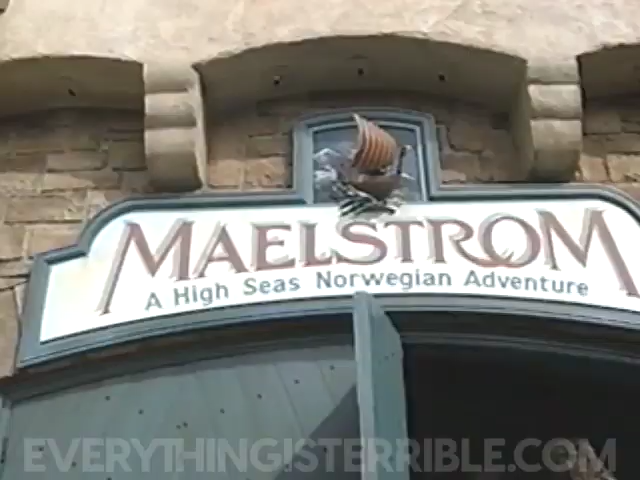 MAELSTROM
A High Seas Norwegian Adventure
EVERYTHINGISTERRIBLE.COM